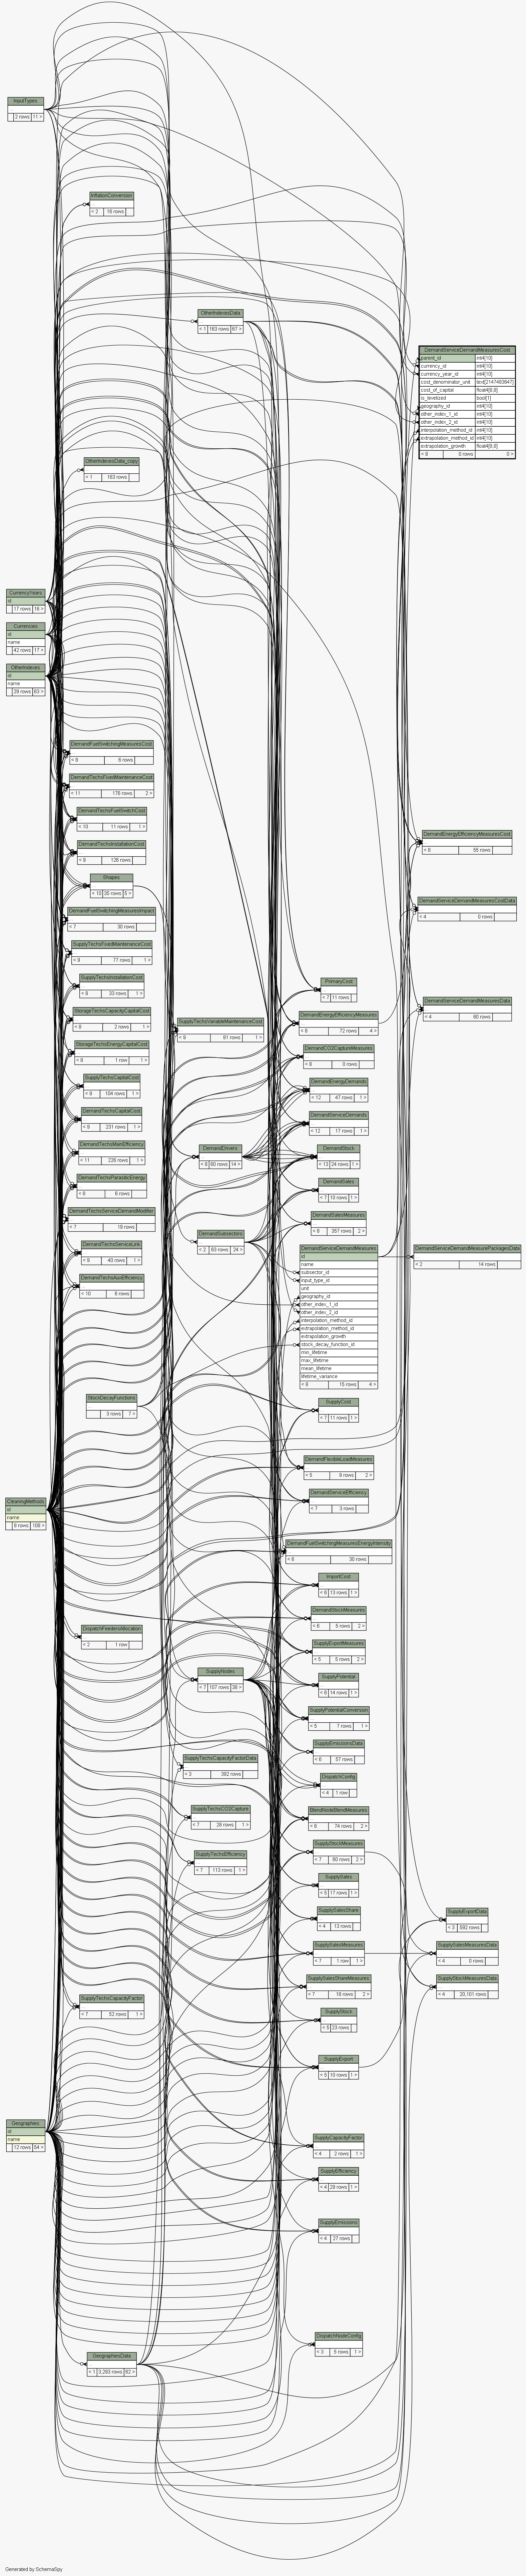 InputTypes
2 rows 11 >
InflationConversion
< 2 18 rows
OtherIndexesData
< 1 183 rows 67 >
DemandServiceDemandMeasuresCost
parent_id int4[10]
currency_id int4[10]
currency_year_id int4[10]
cost_denominator_unit text[2147483647]
cost_of_capital float4[8,8]
is_levelized bool[1]
geography_id int4[10]
other_index_1_id int4[10]
other_index_2_id int4[10]
interpolation_method_id int4[10]
extrapolation_method_id int4[10]
extrapolation_growth float4[8,8]
< 8 0 rows 0 >
OtherIndexesData_copy
< 1 183 rows
CurrencyYears
id
17 rows 16 >
Currencies
id
name
42 rows 17 >
OtherIndexes
id
name
29 rows 63 >
DemandFuelSwitchingMeasuresCost
< 8 6 rows
DemandTechsFixedMaintenanceCost
< 11 176 rows 2 >
DemandTechsFuelSwitchCost
< 10 11 rows 1 >
DemandTechsInstallationCost
< 9 126 rows
DemandEnergyEfficiencyMeasuresCost
< 8 55 rows
Shapes
< 10 35 rows 5 >
DemandServiceDemandMeasuresCostData
< 4 0 rows
DemandFuelSwitchingMeasuresImpact
< 7 30 rows
SupplyTechsFixedMaintenanceCost
< 9 77 rows 1 >
SupplyTechsInstallationCost
< 8 33 rows 1 >
PrimaryCost
< 7 11 rows
DemandServiceDemandMeasuresData
< 4 60 rows
StorageTechsCapacityCapitalCost
< 8 2 rows 1 >
SupplyTechsVariableMaintenanceCost
< 9 81 rows 1 >
DemandEnergyEfficiencyMeasures
< 8 72 rows 4 >
StorageTechsEnergyCapitalCost
< 8 1 row 1 >
DemandCO2CaptureMeasures
< 8 0 rows
SupplyTechsCapitalCost
< 9 104 rows 1 >
DemandEnergyDemands
< 12 47 rows 1 >
DemandTechsCapitalCost
< 9 231 rows 1 >
DemandServiceDemands
< 12 17 rows 1 >
DemandTechsMainEfficiency
< 11 226 rows 1 >
DemandDrivers
< 8 60 rows 14 >
DemandStock
< 13 24 rows 1 >
DemandTechsParasiticEnergy
< 8 6 rows
DemandSales
< 7 10 rows 1 >
DemandTechsServiceDemandModifier
< 7 19 rows
DemandSalesMeasures
< 8 357 rows 2 >
DemandSubsectors
< 2 63 rows 24 >
DemandTechsServiceLink
< 9 40 rows 1 >
DemandServiceDemandMeasures
id
name
subsector_id
input_type_id
unit
geography_id
other_index_1_id
other_index_2_id
interpolation_method_id
extrapolation_method_id
extrapolation_growth
stock_decay_function_id
min_lifetime
max_lifetime
mean_lifetime
lifetime_variance
< 8 15 rows 4 >
DemandServiceDemandMeasurePackagesData
< 2 14 rows
DemandTechsAuxEfficiency
< 10 6 rows
StockDecayFunctions
3 rows 7 >
SupplyCost
< 7 11 rows 1 >
DemandFlexibleLoadMeasures
< 5 9 rows 2 >
DemandServiceEfficiency
< 7 3 rows
CleaningMethods
id
name
8 rows 108 >
DemandFuelSwitchingMeasuresEnergyIntensity
< 6 30 rows
ImportCost
< 6 13 rows 1 >
DemandStockMeasures
< 6 5 rows 2 >
DispatchFeedersAllocation
< 2 1 row
SupplyExportMeasures
< 5 5 rows 2 >
SupplyNodes
< 7 107 rows 38 >
SupplyPotential
< 6 14 rows 1 >
SupplyPotentialConversion
< 5 7 rows 1 >
SupplyEmissionsData
< 6 57 rows
SupplyTechsCapacityFactorData
< 3 382 rows
DispatchConfig
< 4 1 row
SupplyTechsCO2Capture
< 7 28 rows 1 >
BlendNodeBlendMeasures
< 6 74 rows 2 >
SupplyTechsEfficiency
< 7 113 rows 1 >
SupplyStockMeasures
< 7 80 rows 2 >
SupplySales
< 5 17 rows 1 >
SupplySalesShare
< 4 13 rows
SupplyExportData
< 3 592 rows
SupplySalesMeasures
< 7 1 row 1 >
SupplySalesMeasuresData
< 4 0 rows
SupplySalesShareMeasures
< 7 18 rows 2 >
SupplyStockMeasuresData
< 4 20,101 rows
SupplyTechsCapacityFactor
< 7 52 rows 1 >
SupplyStock
< 5 23 rows
SupplyExport
< 5 10 rows 1 >
Geographies
id
name
12 rows 54 >
SupplyCapacityFactor
< 4 2 rows 1 >
SupplyEfficiency
< 4 28 rows 1 >
SupplyEmissions
< 4 27 rows
DispatchNodeConfig
< 3 5 rows 1 >
GeographiesData
< 1 3,283 rows 62 >
Generated by SchemaSpy